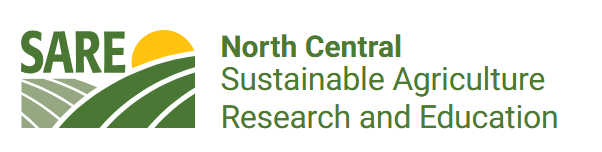 SARE
North Central
Sustainable Agriculture
Research and Education